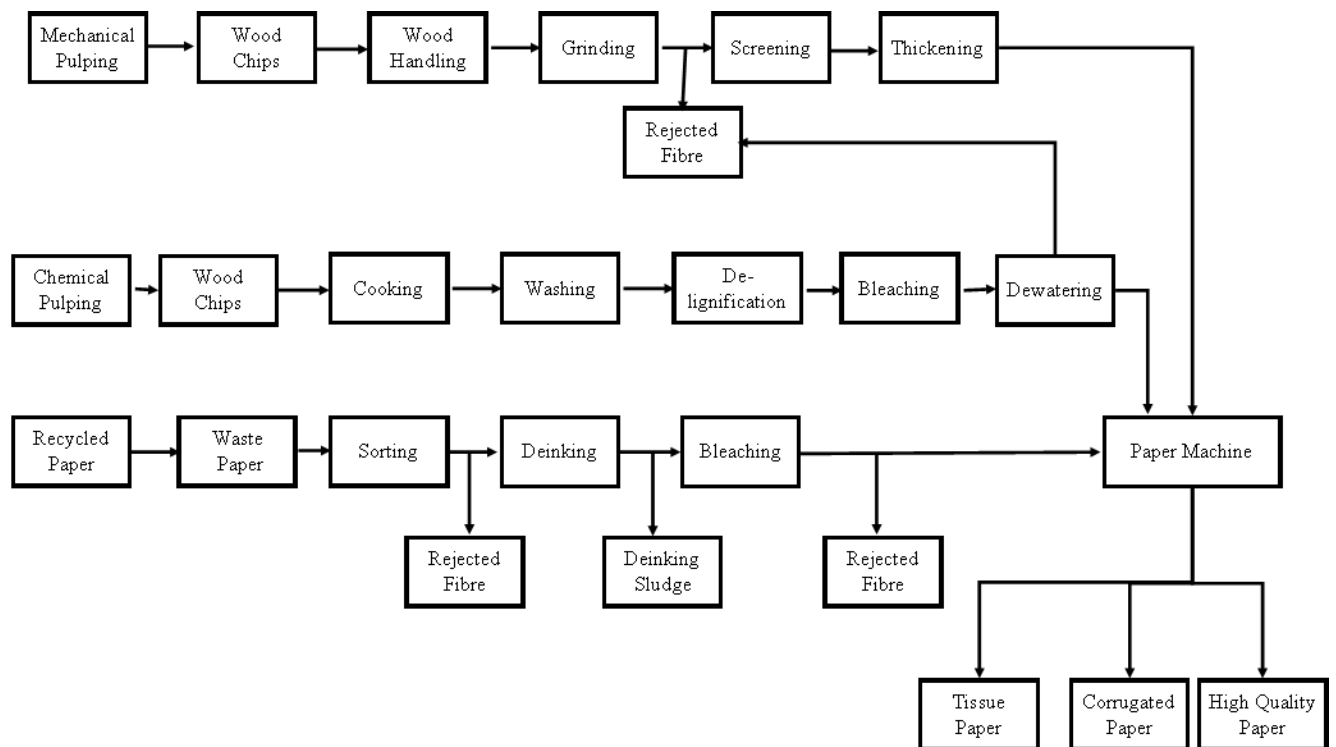 Mechanical
Pulping
Wood
Chips
Wood
Handling
Grinding
Screening
Thickening
Rejected
Fibre
Chemical
Pulping
Wood
Chips
Cooking
Washing
De-
lignification
Bleaching
Dewatering
Recycled
Paper
Waste
Paper
Sorting
Deinking
Bleaching
Paper Machine
Rejected
Fibre
Deinking
Sludge
Rejected
Fibre
Tissue
Paper
Corrugated
Paper
High Quality
Paper